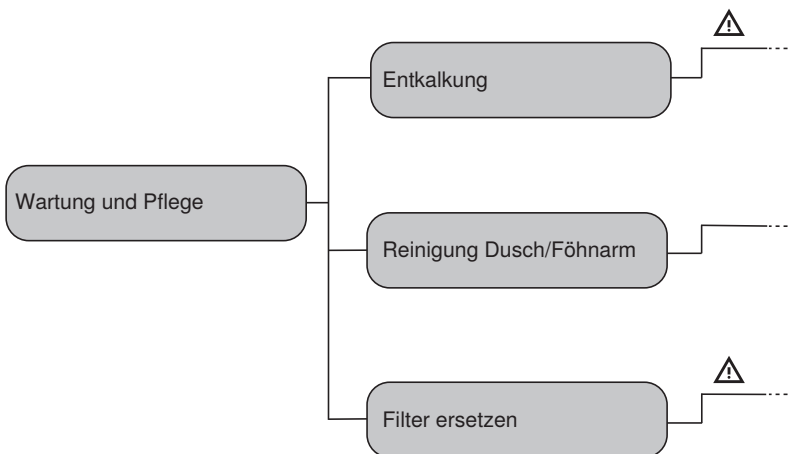 Entkalkung
Wartung und Pflege
Reinigung Dusch/Föhnarm
Filter ersetzen